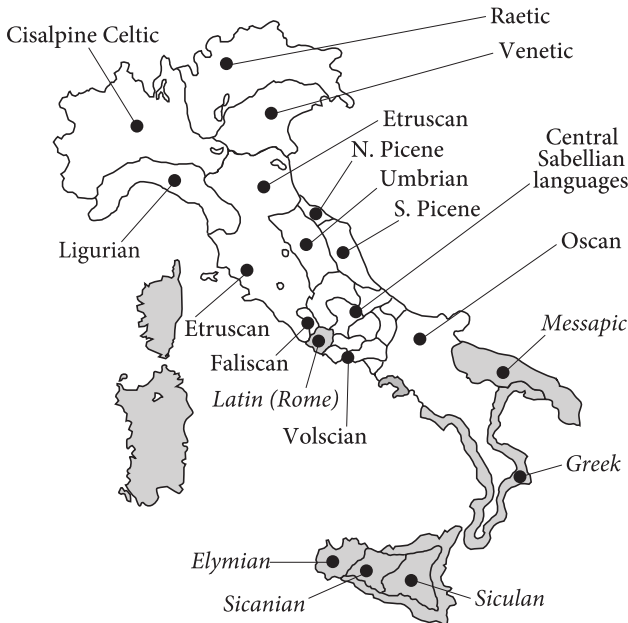 Raetic
Cisalpine Celtic
Venetic
Etruscan
Central
Sabellian
languages
N. Picene
Umbrian
S. Picene
Oscan
Ligurian
Messapic
Etruscan
Faliscan
Latin (Rome)
Volscian
Greek
Elymian
Sicanian
Siculan